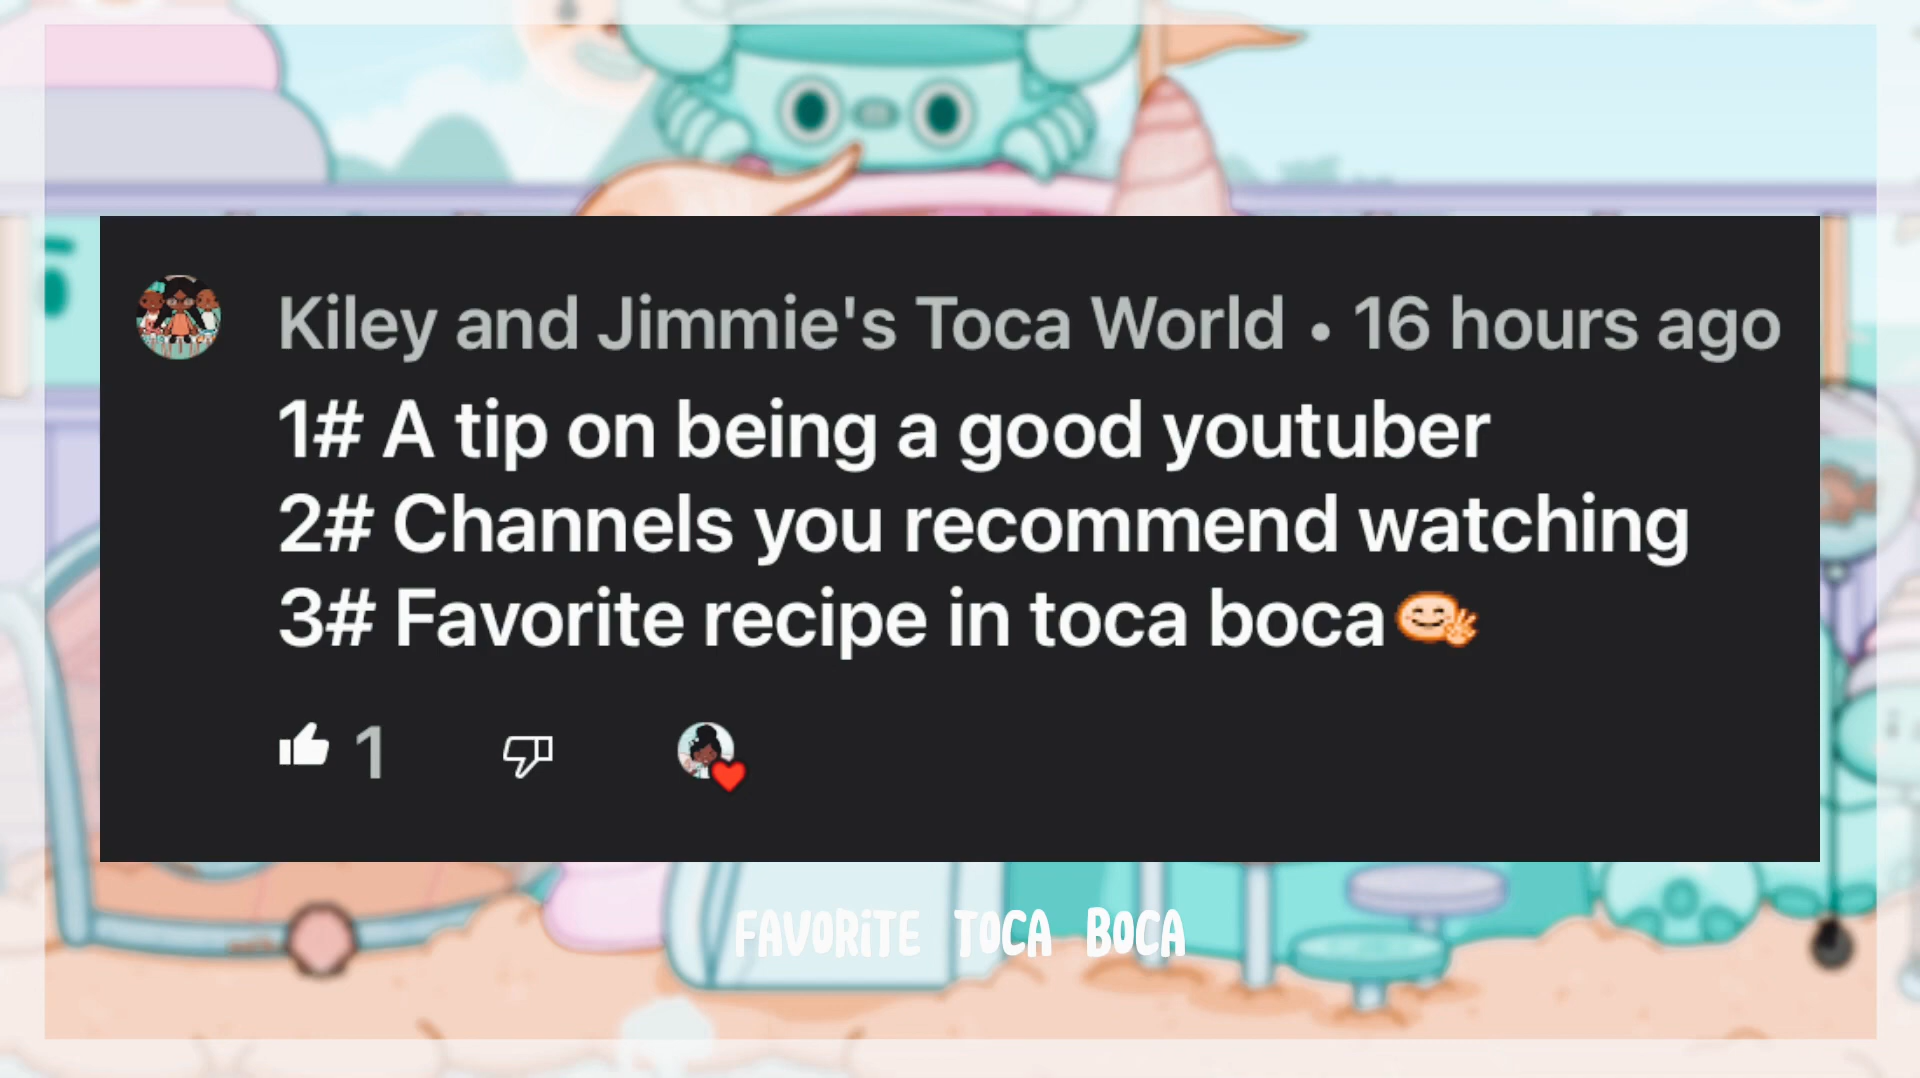 Kiley and Jimmie's Toca World • 16 hours ago
1# A tip on being a good youtuber
2# Channels you recommend watching
3# Favorite recipe in toca boca
1
FAVORiTE TOCA BOCA